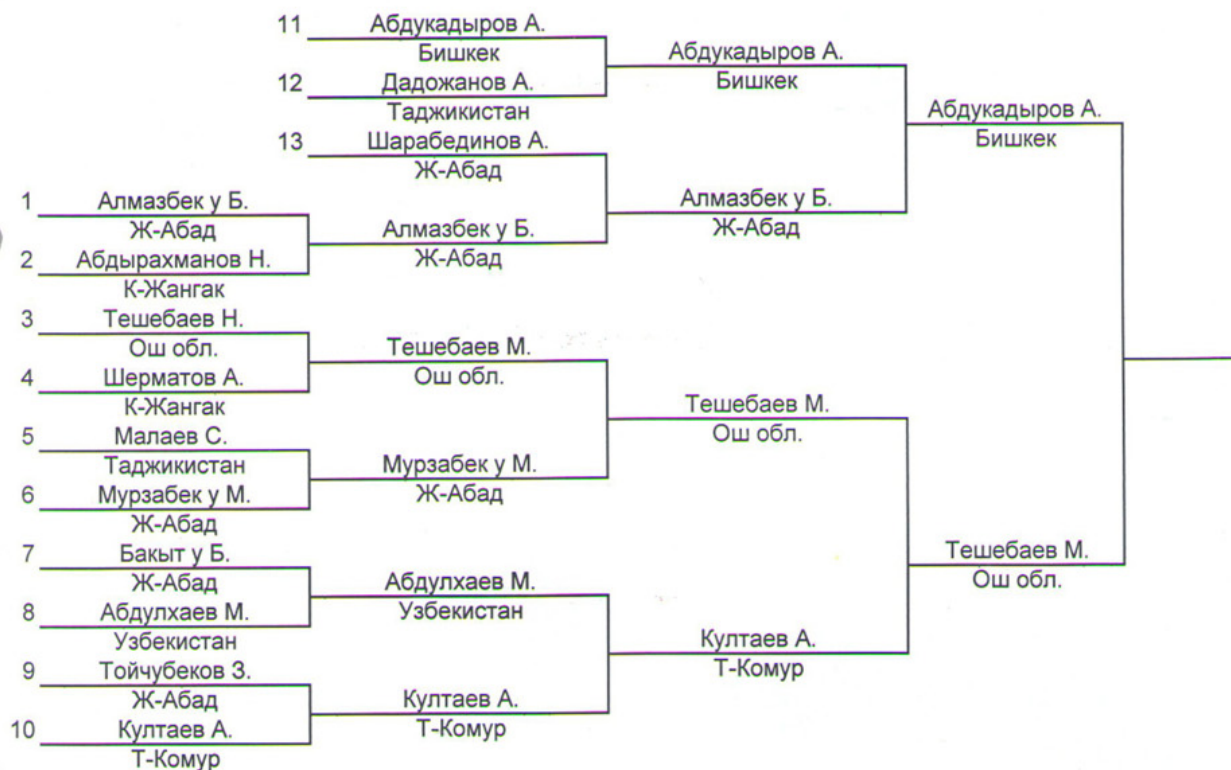 11 Абдукадыров А.
Бишкек
12 Дадожанов А.
Таджикистан
13 Шарабединов А.
Ж-Абад
1 Алмазбек у Б.
Ж-Абад
2 Абдырахманов Н.
К-Жангак
3 Тешебаев Н.
Ош обл.
4 Шерматов А.
К-Жангак
5 Малаев С.
Таджикистан
6 Мурзабек у М.
Ж-Абад
7 Бакыт у Б.
Ж-Абад
8 Абдулхаев М.
Узбекистан
9 Тойчубеков З.
Ж-Абад
10 Култаев А.
Т-Комур
Алмазбек у Б.
Ж-Абад
Тешебаев М.
Ош обл.
Мурзабек у М.
Ж-Абад
Абдулхаев М.
Узбекистан
Култаев А.
Т-Комур
Абдукадыров А.
Бишкек
Алмазбек у Б.
Ж-Абад
Тешебаев М.
Ош обл.
Култаев А.
Т-Комур
Абдукадыров А.
Бишкек
Тешебаев М.
Ош обл.